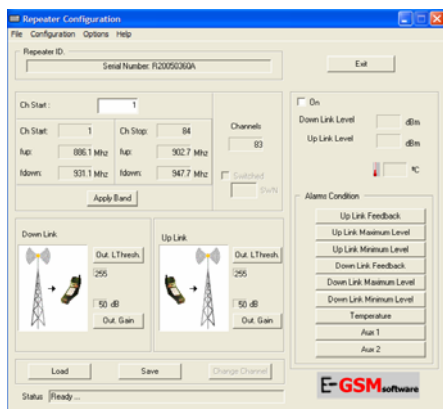 Repeater Configuration
File Configuration Options Help
Repeater ID.
Serial Number: R20050360A
Exit
Ch Start : 1
Ch Start: 1 Ch Stop: 84
fup: 886.1 Mhz fup: 902.7 Mhz
fdown: 931.1 Mhz fdown: 947.7 Mhz
Apply Band
Channels
83
Switched
SWN
On
Down Link Level dBm
Up Link Level dBm
ºC
Alarms Condition
Up Link Feedback
Up Link Maximum Level
Up Link Minimum Level
Down Link Feedback
Down Link Maximum Level
Down Link Minimum Level
Temperature
Aux 1
Aux 2
Down Link
Out. LThresh.
255
50 dB
Out. Gain
Up Link
Out. LThresh.
255
50 dB
Out. Gain
Load
Save
Change Channel
E-GSM software
Status Ready ...